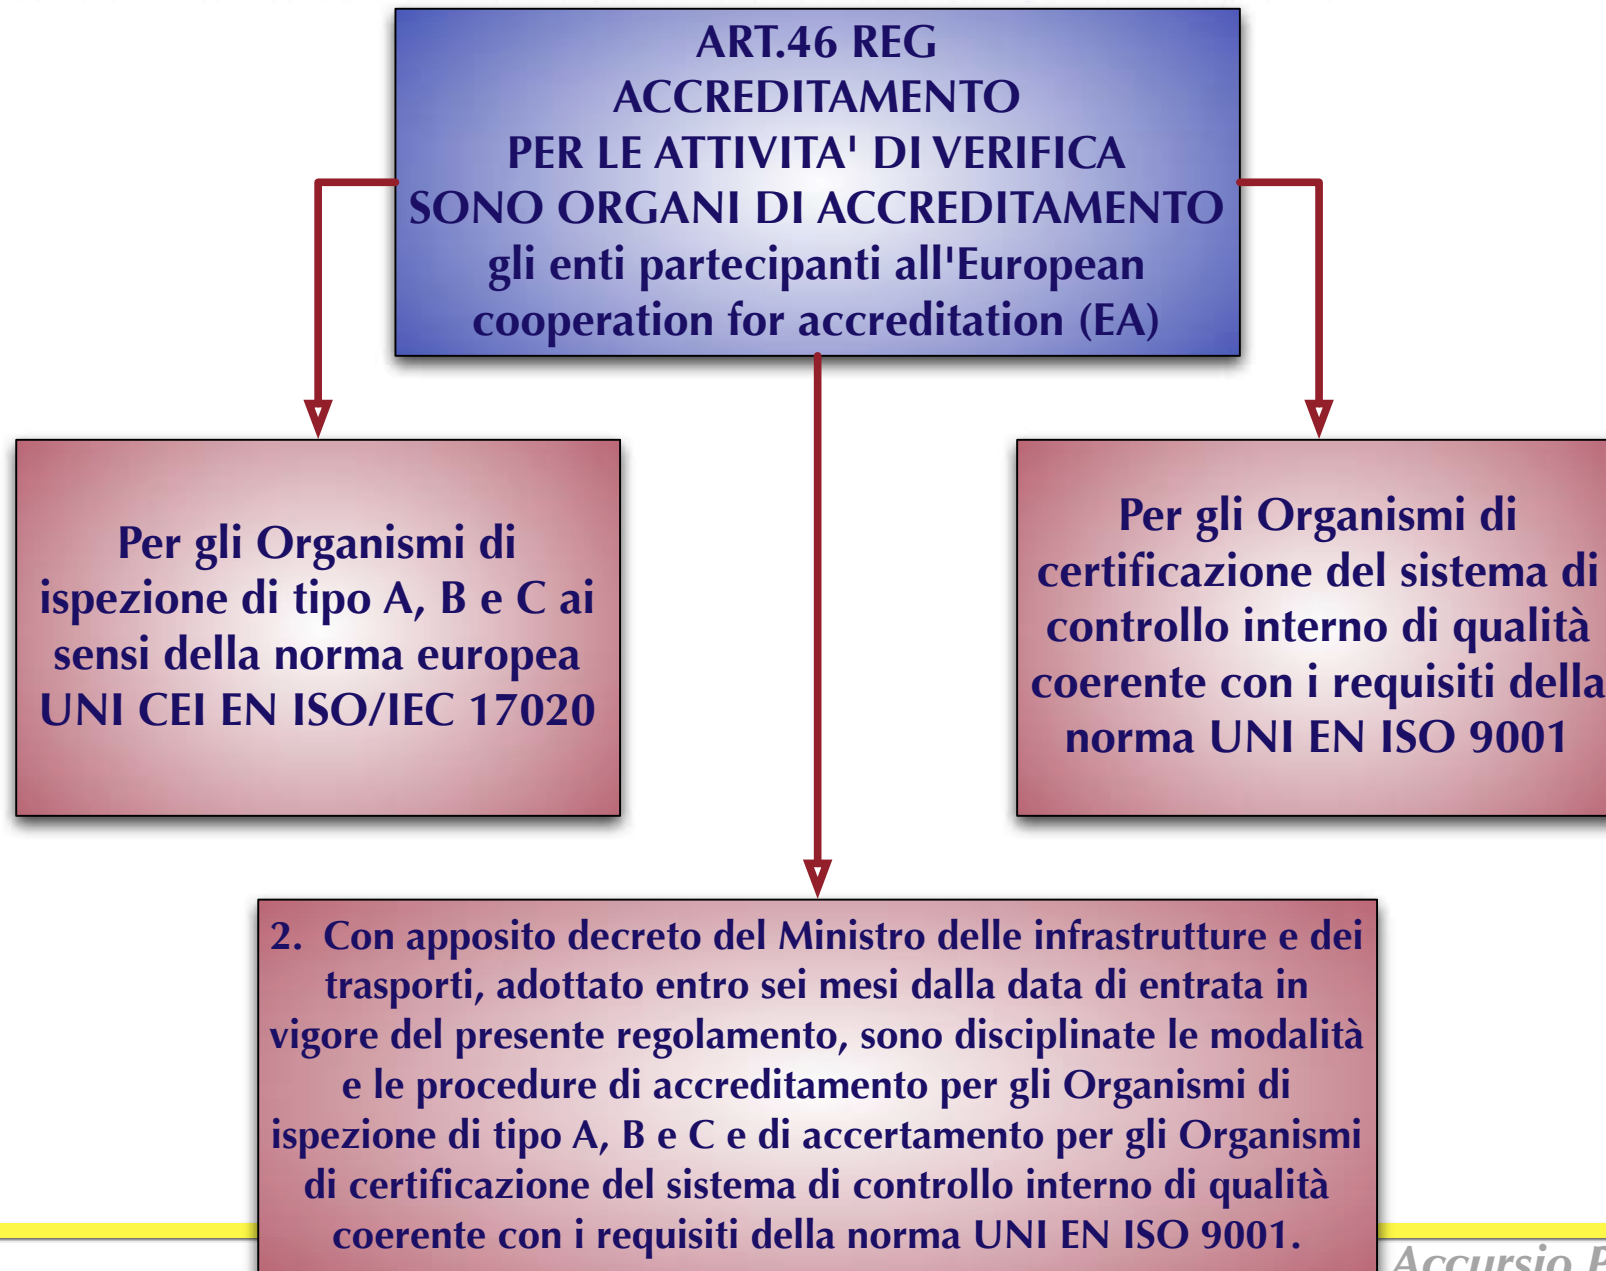 ART.46 REG
ACCREDITAMENTO
PER LE ATTIVITA' DI VERIFICA
SONO ORGANI DI ACCREDITAMENTO
gli enti partecipanti all'European
cooperation for accreditation (EA)
Per gli Organismi di
ispezione di tipo A, B e C ai
sensi della norma europea
UNI CEI EN ISO/IEC 17020
Per gli Organismi di
certificazione del sistema di
controllo interno di qualità
coerente con i requisiti della
norma UNI EN ISO 9001
2. Con apposito decreto del Ministro delle infrastrutture e dei
trasporti, adottato entro sei mesi dalla data di entrata in
vigore del presente regolamento, sono disciplinate le modalità
e le procedure di accreditamento per gli Organismi di
ispezione di tipo A, B e C e di accertamento per gli Organismi
di certificazione del sistema di controllo interno di qualità
coerente con i requisiti della norma UNI EN ISO 9001.
Accursio